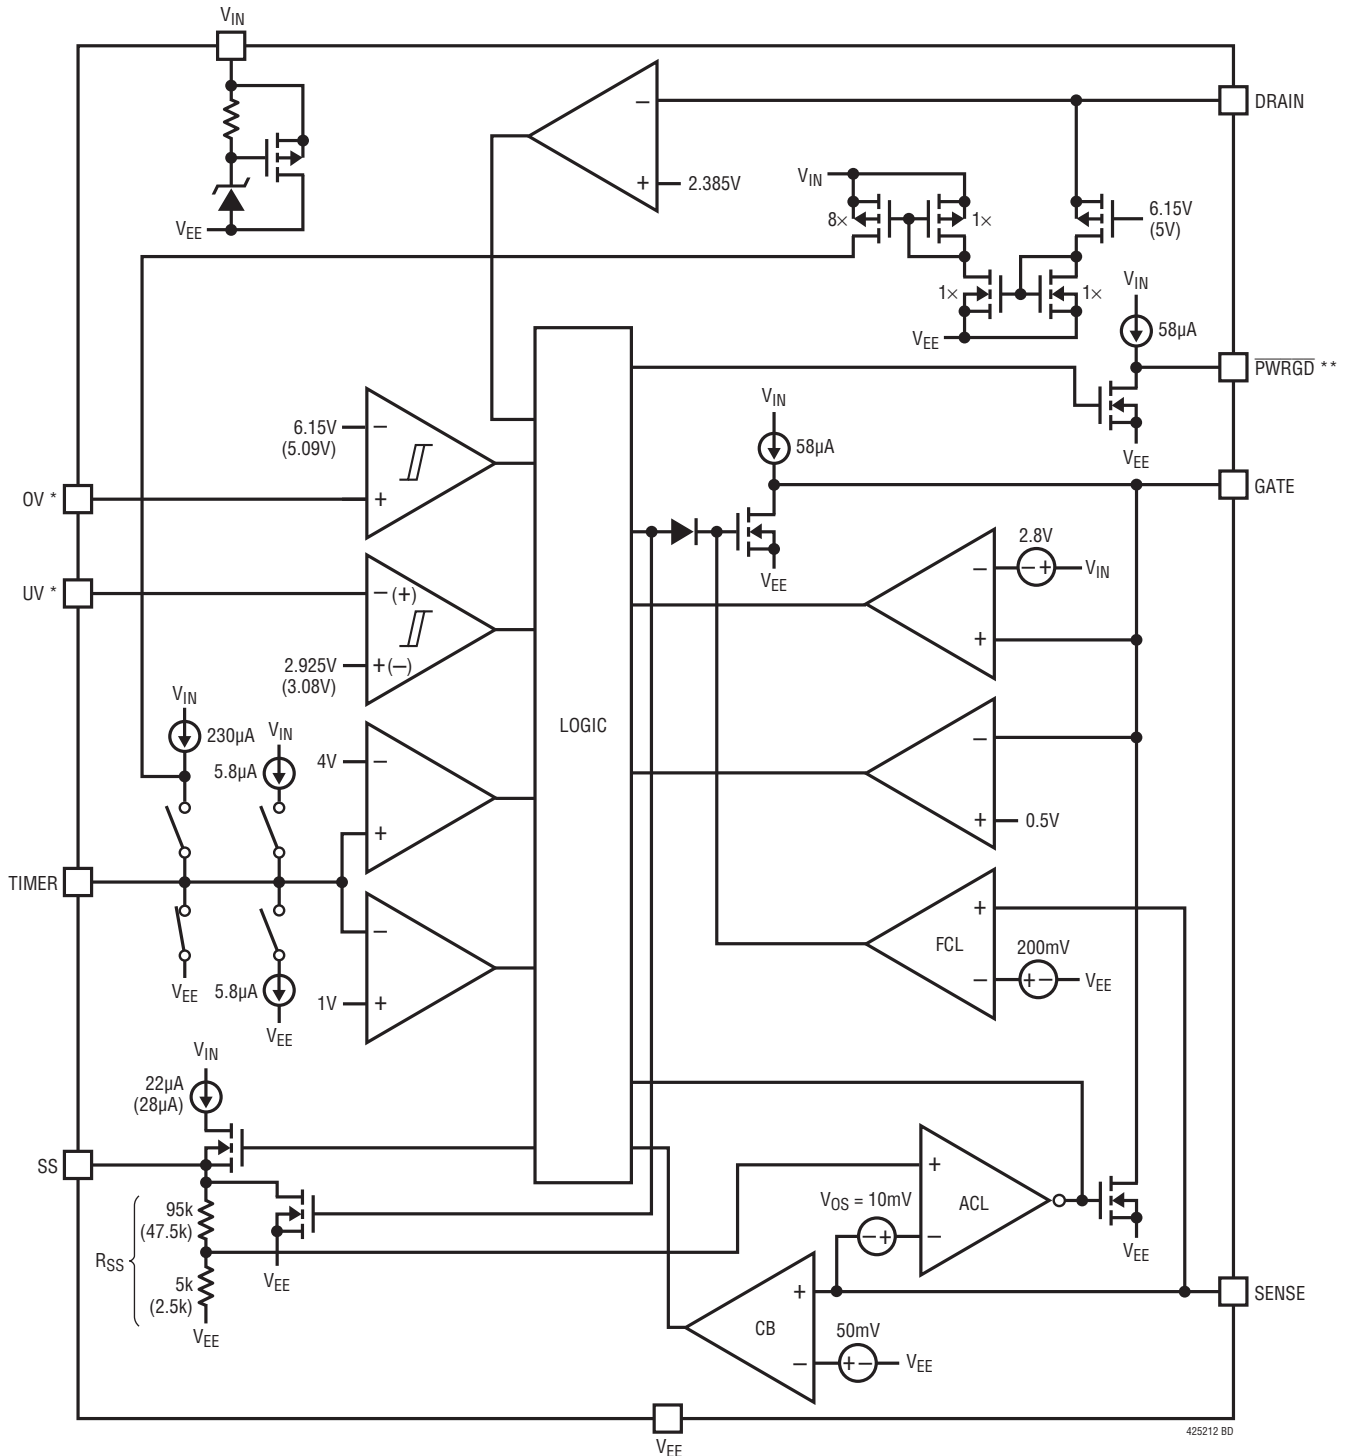 VIN
DRAIN
2.385V
VIN
8×
1×
6.15V
(5V)
VEE
1×
1×
VIN
58µA
VEE
PWRGD **
VIN
58µA
VEE
6.15V
(5.09V)
OV *
GATE
VEE
2.8V
VIN
UV *
(+)
2.925V
(3.08V)
(–)
LOGIC
VIN
230µA
VIN
5.8µA
4V
0.5V
TIMER
FCL
200mV
VEE
VEE
5.8µA
VEE
1V
VIN
22µA
(28µA)
SS
95k
(47.5k)
RSS
5k
(2.5k)
VEE
VEE
VOS = 10mV
ACL
VEE
SENSE
CB
50mV
VEE
VEE
425212 BD